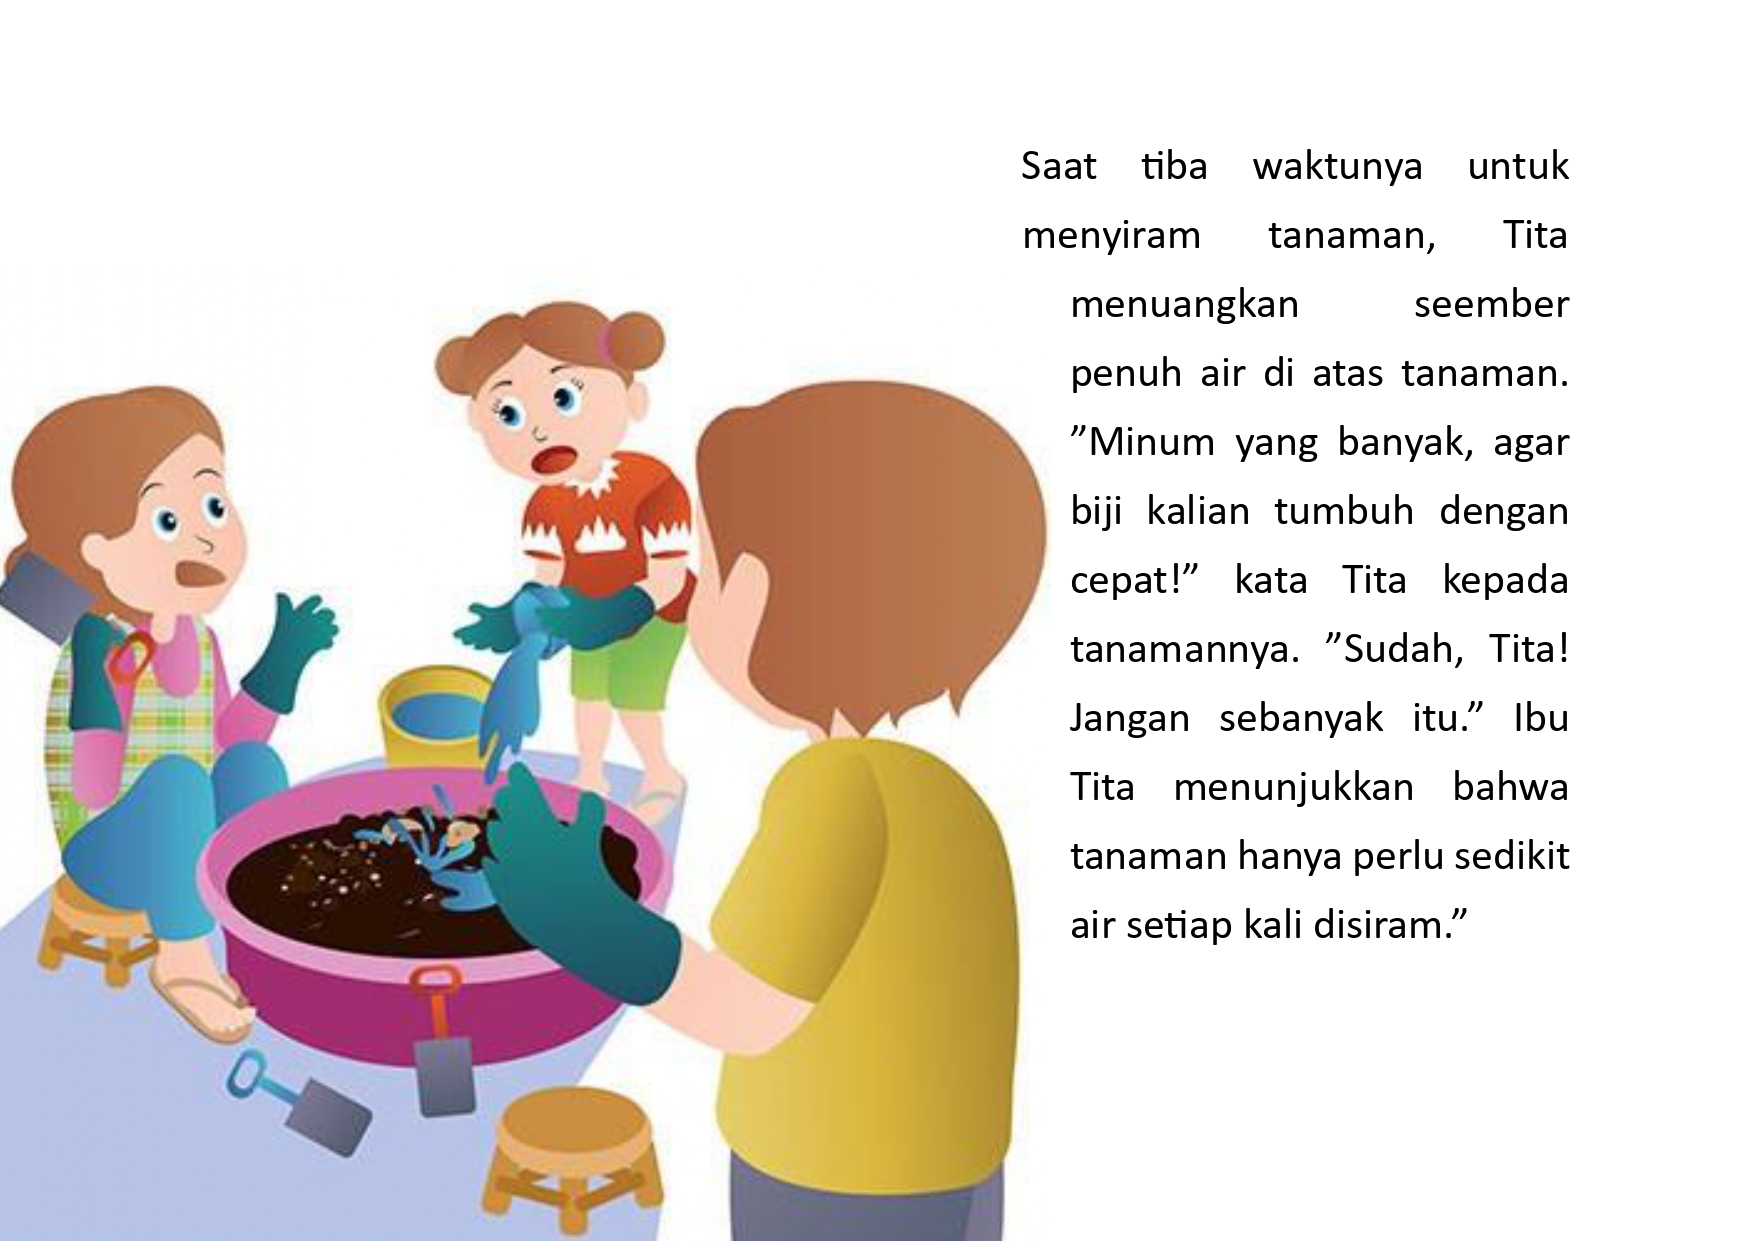 Saat tiba waktunya untuk
menyiram tanaman, Tita
menuangkan seember
penuh air di atas tanaman.
”Minum yang banyak, agar
biji kalian tumbuh dengan
cepat!” kata Tita kepada
tanamannya. ”Sudah, Tita!
Jangan sebanyak itu.” Ibu
Tita menunjukkan bahwa
tanaman hanya perlu sedikit
air setiap kali disiram.”